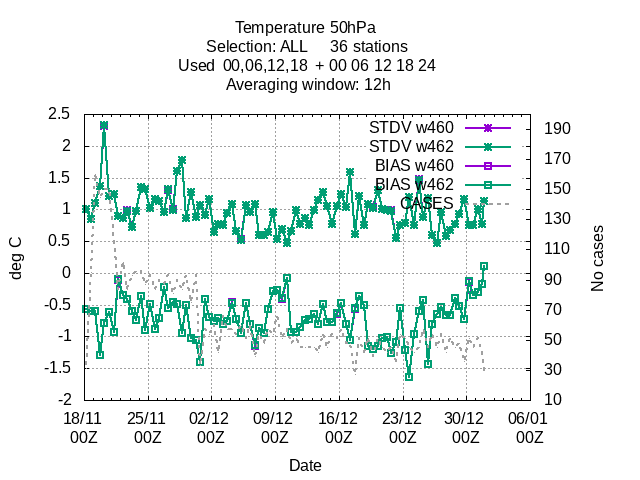 Temperature 50hPa
Selection: ALL 36 stations
Used 00,06,12,18 + 00 06 12 18 24
Averaging window: 12h
STDV w460
STDV w462
BIAS w460
BIAS w462
CASES
deg C
2.5
2
1.5
1
0.5
0
-0.5
-1
-1.5
-2
190
170
150
130
110
90
70
50
30
10
No cases
18/11 25/11 02/12 09/12 16/12 23/12 30/12 06/01
00Z 00Z 00Z 00Z 00Z 00Z 00Z 00Z
Date